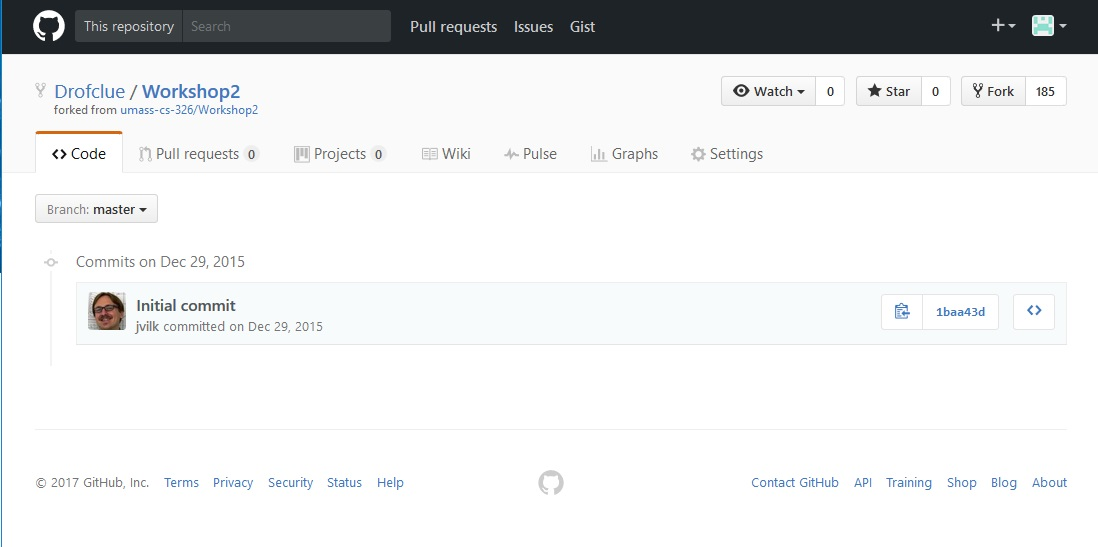 This repository Search Pull requests Issues Gist
Drofclue / Workshop2 Watch 0 Star 0 Fork 185
forked from umass-cs-326/Workshop2
Code Pull requests 0 Projects 0 Wiki Pulse Graphs Settings
Branch: master
Commits on Dec 29, 2015
Initial commit
jvilk committed on Dec 29, 2015
1baa43d
© 2017 GitHub, Inc. Terms Privacy Security Status Help Contact GitHub API Training Shop Blog About